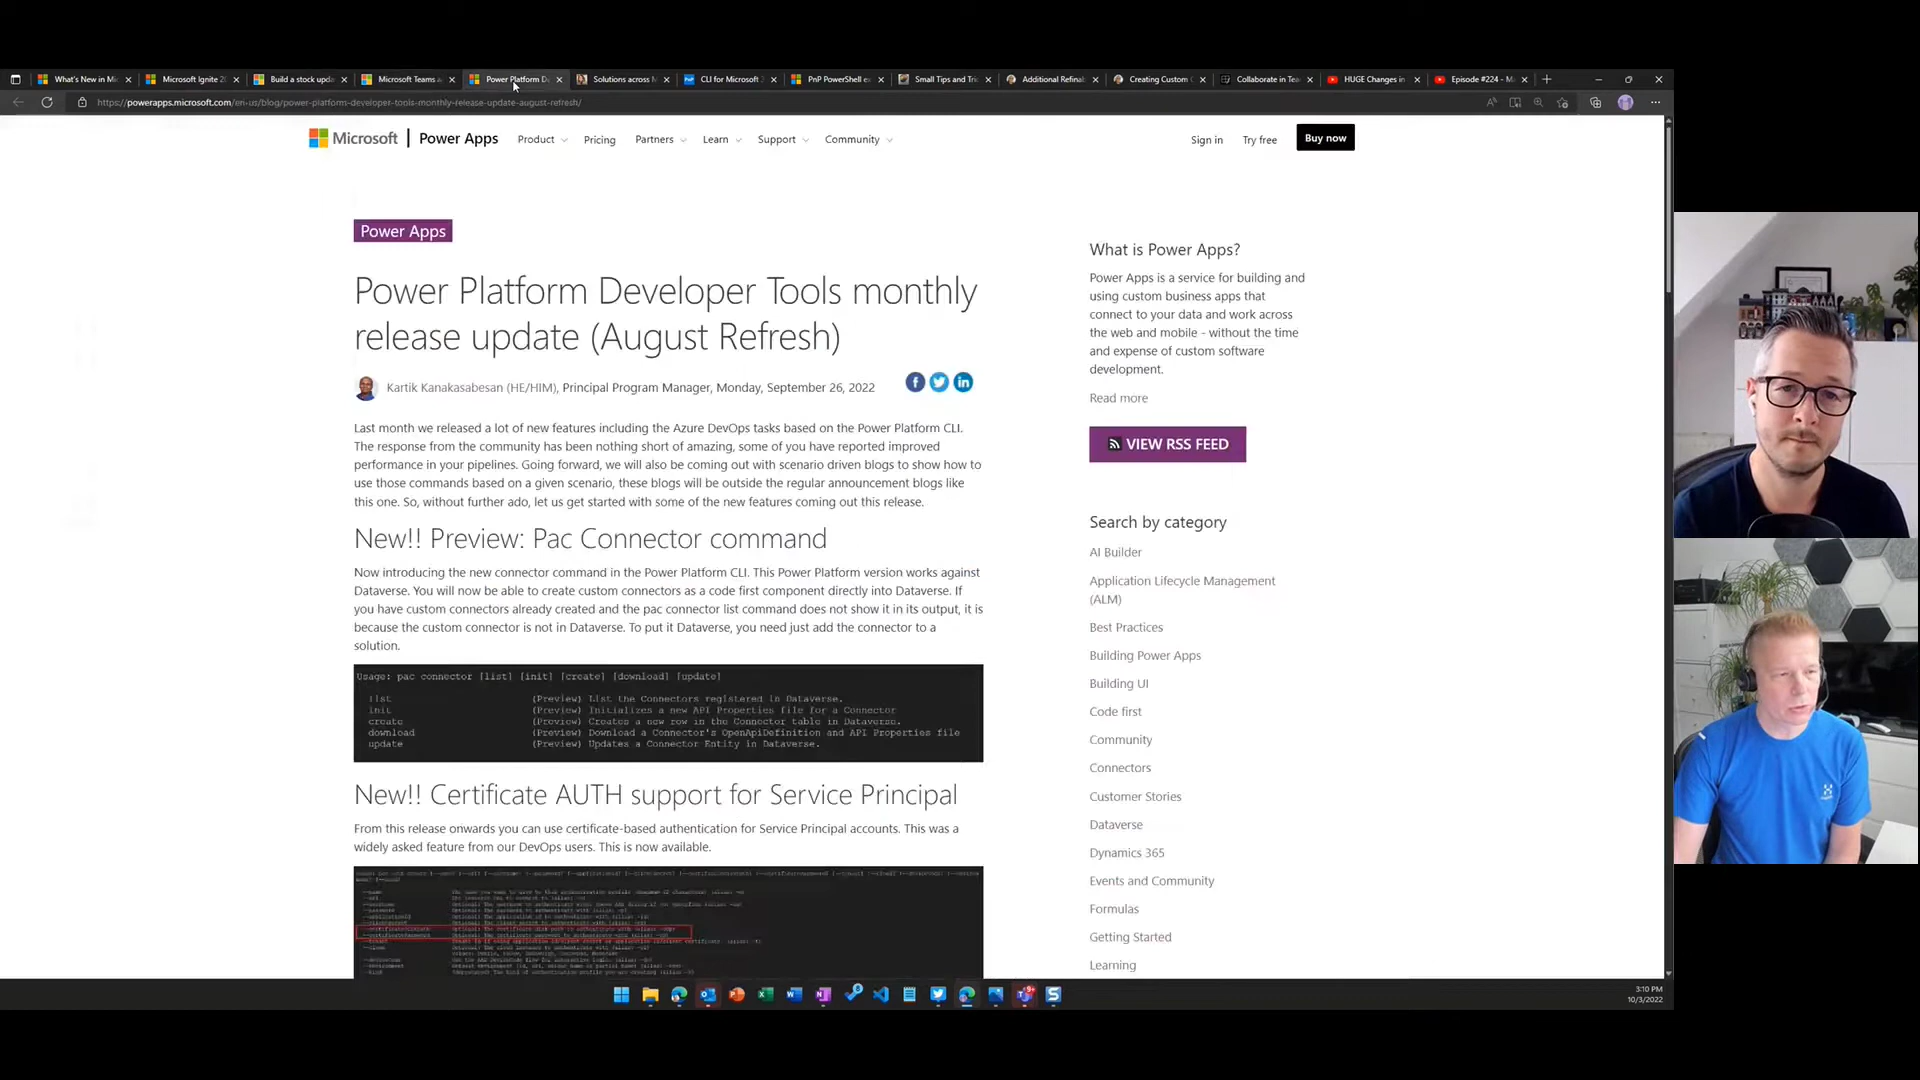 What's New in Mi
Microsoft Ignite 2
Build a stock upda
Microsoft Teams a
Power Platform D
Solutions across M
CLI for Microsoft 3
PnP PowerShell
Small Tips and Tri
Additional Refina
Creating Custom
Collaborate in Tea
HUGE Changes in
Episode #224 - M
https://powerapps.microsoft.com/en-us/blog/power-platform-developer-tools-monthly-release-update-august-refresh/
Microsoft | Power Apps Product Pricing Partners Learn Support Community Sign in Try free Buy now
Power Apps
Power Platform Developer Tools monthly
release update (August Refresh)
Kartik Kanakasabesan (HE/HIM), Principal Program Manager, Monday, September 26, 2022
Last month we released a lot of new features including the Azure DevOps tasks based on the Power Platform CLI.
The response from the community has been nothing short of amazing, some of you have reported improved
performance in your pipelines. Going forward, we will also be coming out with scenario driven blogs to show how to
use those commands based on a given scenario, these blogs will be outside the regular announcement blogs like
this one. So, without further ado, let us get started with some of the new features coming out this release.
New!! Preview: Pac Connector command
Now introducing the new connector command in the Power Platform CLI. This Power Platform version works against
Dataverse. You will now be able to create custom connectors as a code first component directly into Dataverse. If
you have custom connectors already created and the pac connector list command does not show it in its output, it is
because the custom connector is not in Dataverse. To put it Dataverse, you need just add the connector to a
solution.
Usage: pac connector [list] [init] [create] [download] [update]
list (Preview) List the Connectors registered in Dataverse.
init (Preview) Initializes a new API Properties file for a Connector
create (Preview) Creates a new row in the Connector table in Dataverse.
download (Preview) Download a Connector's OpenApiDefinition and API Properties file
update (Preview) Updates a Connector Entity in Dataverse.
New!! Certificate AUTH support for Service Principal
From this release onwards you can use certificate-based authentication for Service Principal accounts. This was a
widely asked feature from our DevOps users. This is now available.
What is Power Apps?
Power Apps is a service for building and
using custom business apps that
connect to your data and work across
the web and mobile - without the time
and expense of custom software
development.
Read more
VIEW RSS FEED
Search by category
AI Builder
Application Lifecycle Management
(ALM)
Best Practices
Building Power Apps
Building UI
Code first
Community
Connectors
Customer Stories
Dataverse
Dynamics 365
Events and Community
Formulas
Getting Started
Learning
3:10 PM
10/3/2022